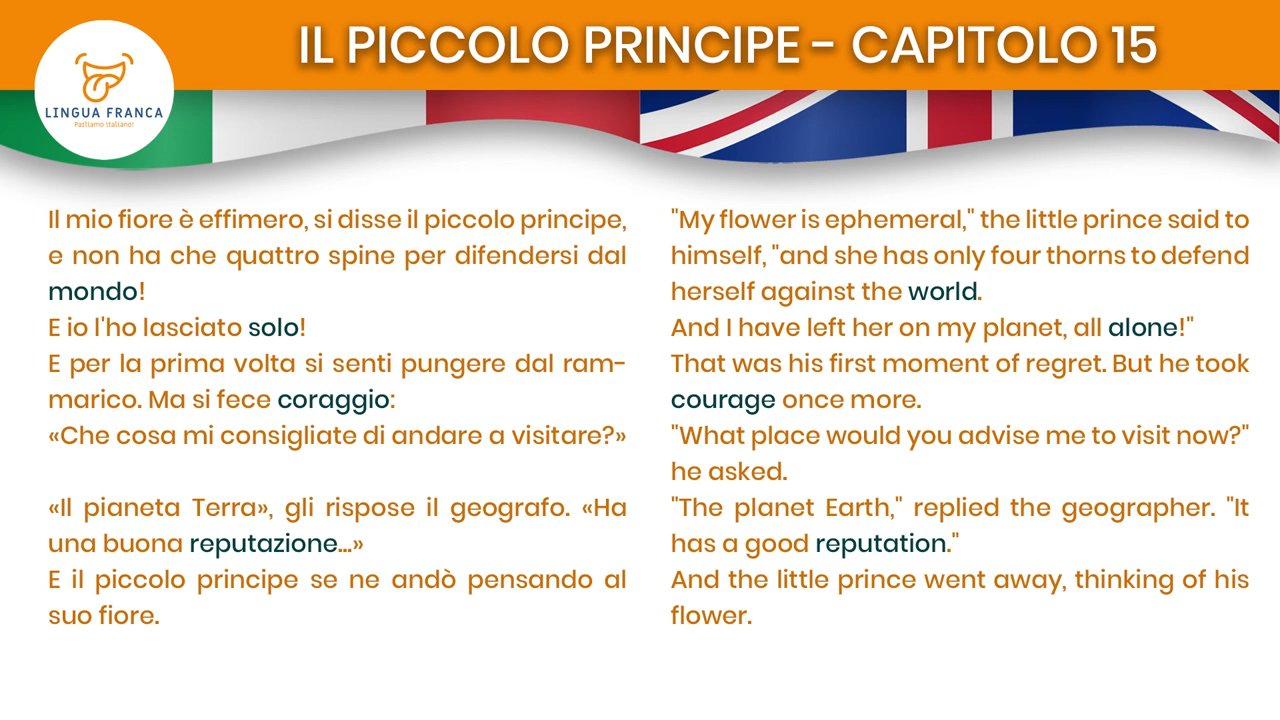 IL PICCOLO PRINCIPE - CAPITOLO 15
LINGUA FRANCA
Parliamo Italiano!
Il mio fiore è effimero, si disse il piccolo principe,
e non ha che quattro spine per difendersi dal
mondo!
E io l'ho lasciato solo!
E per la prima volta si senti pungere dal ram-
marico. Ma si fece coraggio:
«Che cosa mi consigliate di andare a visitare?»
«Il pianeta Terra», gli rispose il geografo. «Ha
una buona reputazione...»
E il piccolo principe se ne andò pensando al
suo fiore.
"My flower is ephemeral," the little prince said to
himself, "and she has only four thorns to defend
herself against the world.
And I have left her on my planet, all alone!"
That was his first moment of regret. But he took
courage once more.
"What place would you advise me to visit now?"
he asked.
"The planet Earth," replied the geographer. "It
has a good reputation."
And the little prince went away, thinking of his
flower.